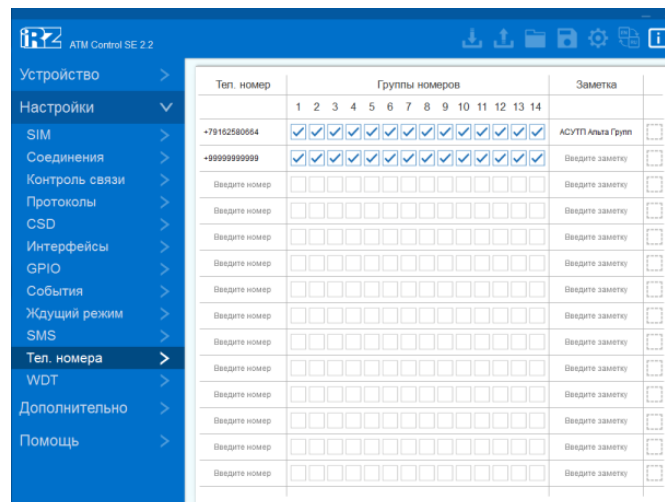 iRZ ATM Control SE 2.2
Устройство
Настройки
SIM
Соединения
Контроль связи
Протоколы
CSD
Интерфейсы
GPIO
События
Ждущий режим
SMS
Тел. номера
WDT
Дополнительно
Помощь
Тел. номер Группы номеров Заметка
1 2 3 4 5 6 7 8 9 10 11 12 13 14
+79162580664 АСУТП Альта Групп
+99999999999 Введите заметку
Введите номер Введите заметку
Введите номер Введите заметку
Введите номер Введите заметку
Введите номер Введите заметку
Введите номер Введите заметку
Введите номер Введите заметку
Введите номер Введите заметку
Введите номер Введите заметку
Введите номер Введите заметку
Введите номер Введите заметку
Введите номер Введите заметку
Введите номер Введите заметку